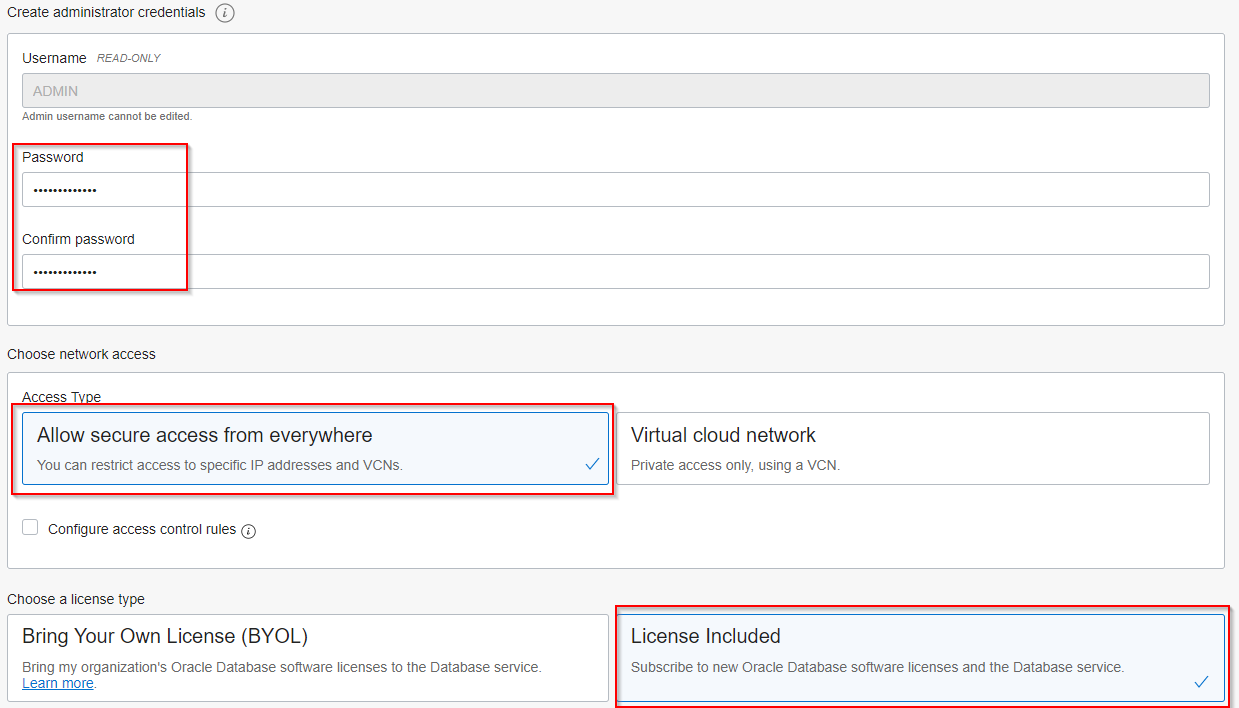 Create administrator credentials i
Username READ-ONLY
ADMIN
Admin username cannot be edited.
Password
•••••••••••••
Confirm password
•••••••••••••
Choose network access
Access Type
Allow secure access from everywhere
You can restrict access to specific IP addresses and VCNs.
Virtual cloud network
Private access only, using a VCN.
Configure access control rules i
Choose a license type
Bring Your Own License (BYOL)
Bring my organization's Oracle Database software licenses to the Database service.
Learn more.
License Included
Subscribe to new Oracle Database software licenses and the Database service.